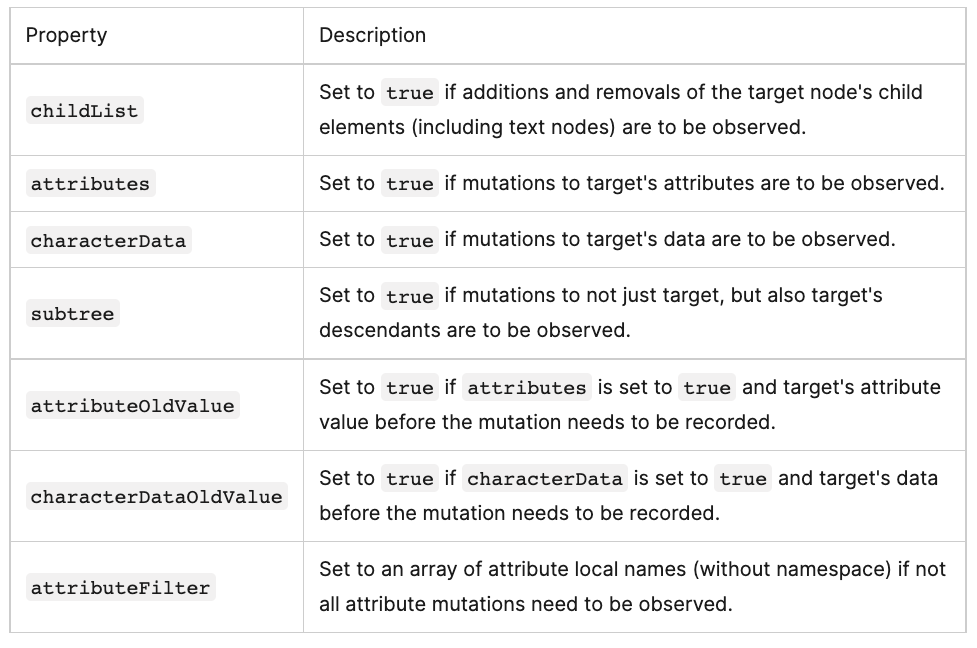 Property
Description
childList
Set to true if additions and removals of the target node's child
elements (including text nodes) are to be observed.
attributes
Set to true if mutations to target's attributes are to be observed.
characterData
Set to true if mutations to target's data are to be observed.
subtree
Set to true if mutations to not just target, but also target's
descendants are to be observed.
attributeOldValue
Set to true if attributes is set to true and target's attribute
value before the mutation needs to be recorded.
characterDataOldValue
Set to true if characterData is set to true and target's data
before the mutation needs to be recorded.
attributeFilter
Set to an array of attribute local names (without namespace) if not
all attribute mutations need to be observed.